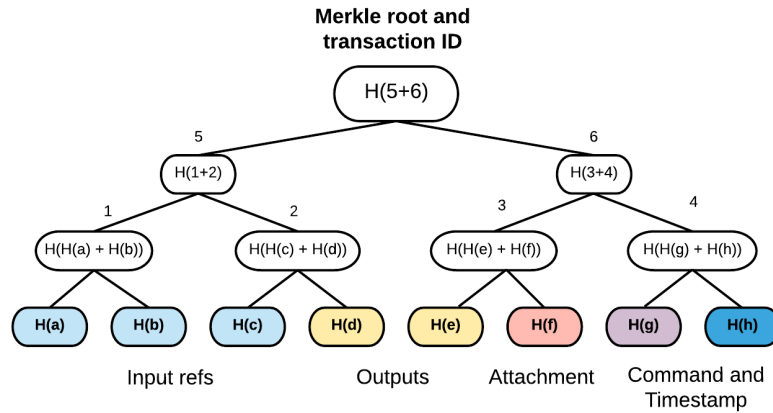 Merkle root and
transaction ID
H(5+6)
5
6
H(1+2)
H(3+4)
1
2
3
4
H(H(a) + H(b))
H(H(c) + H(d))
H(H(e) + H(f))
H(H(g) + H(h))
H(a)
H(b)
H(c)
H(d)
H(e)
H(f)
H(g)
H(h)
Input refs
Outputs
Attachment
Command and
Timestamp